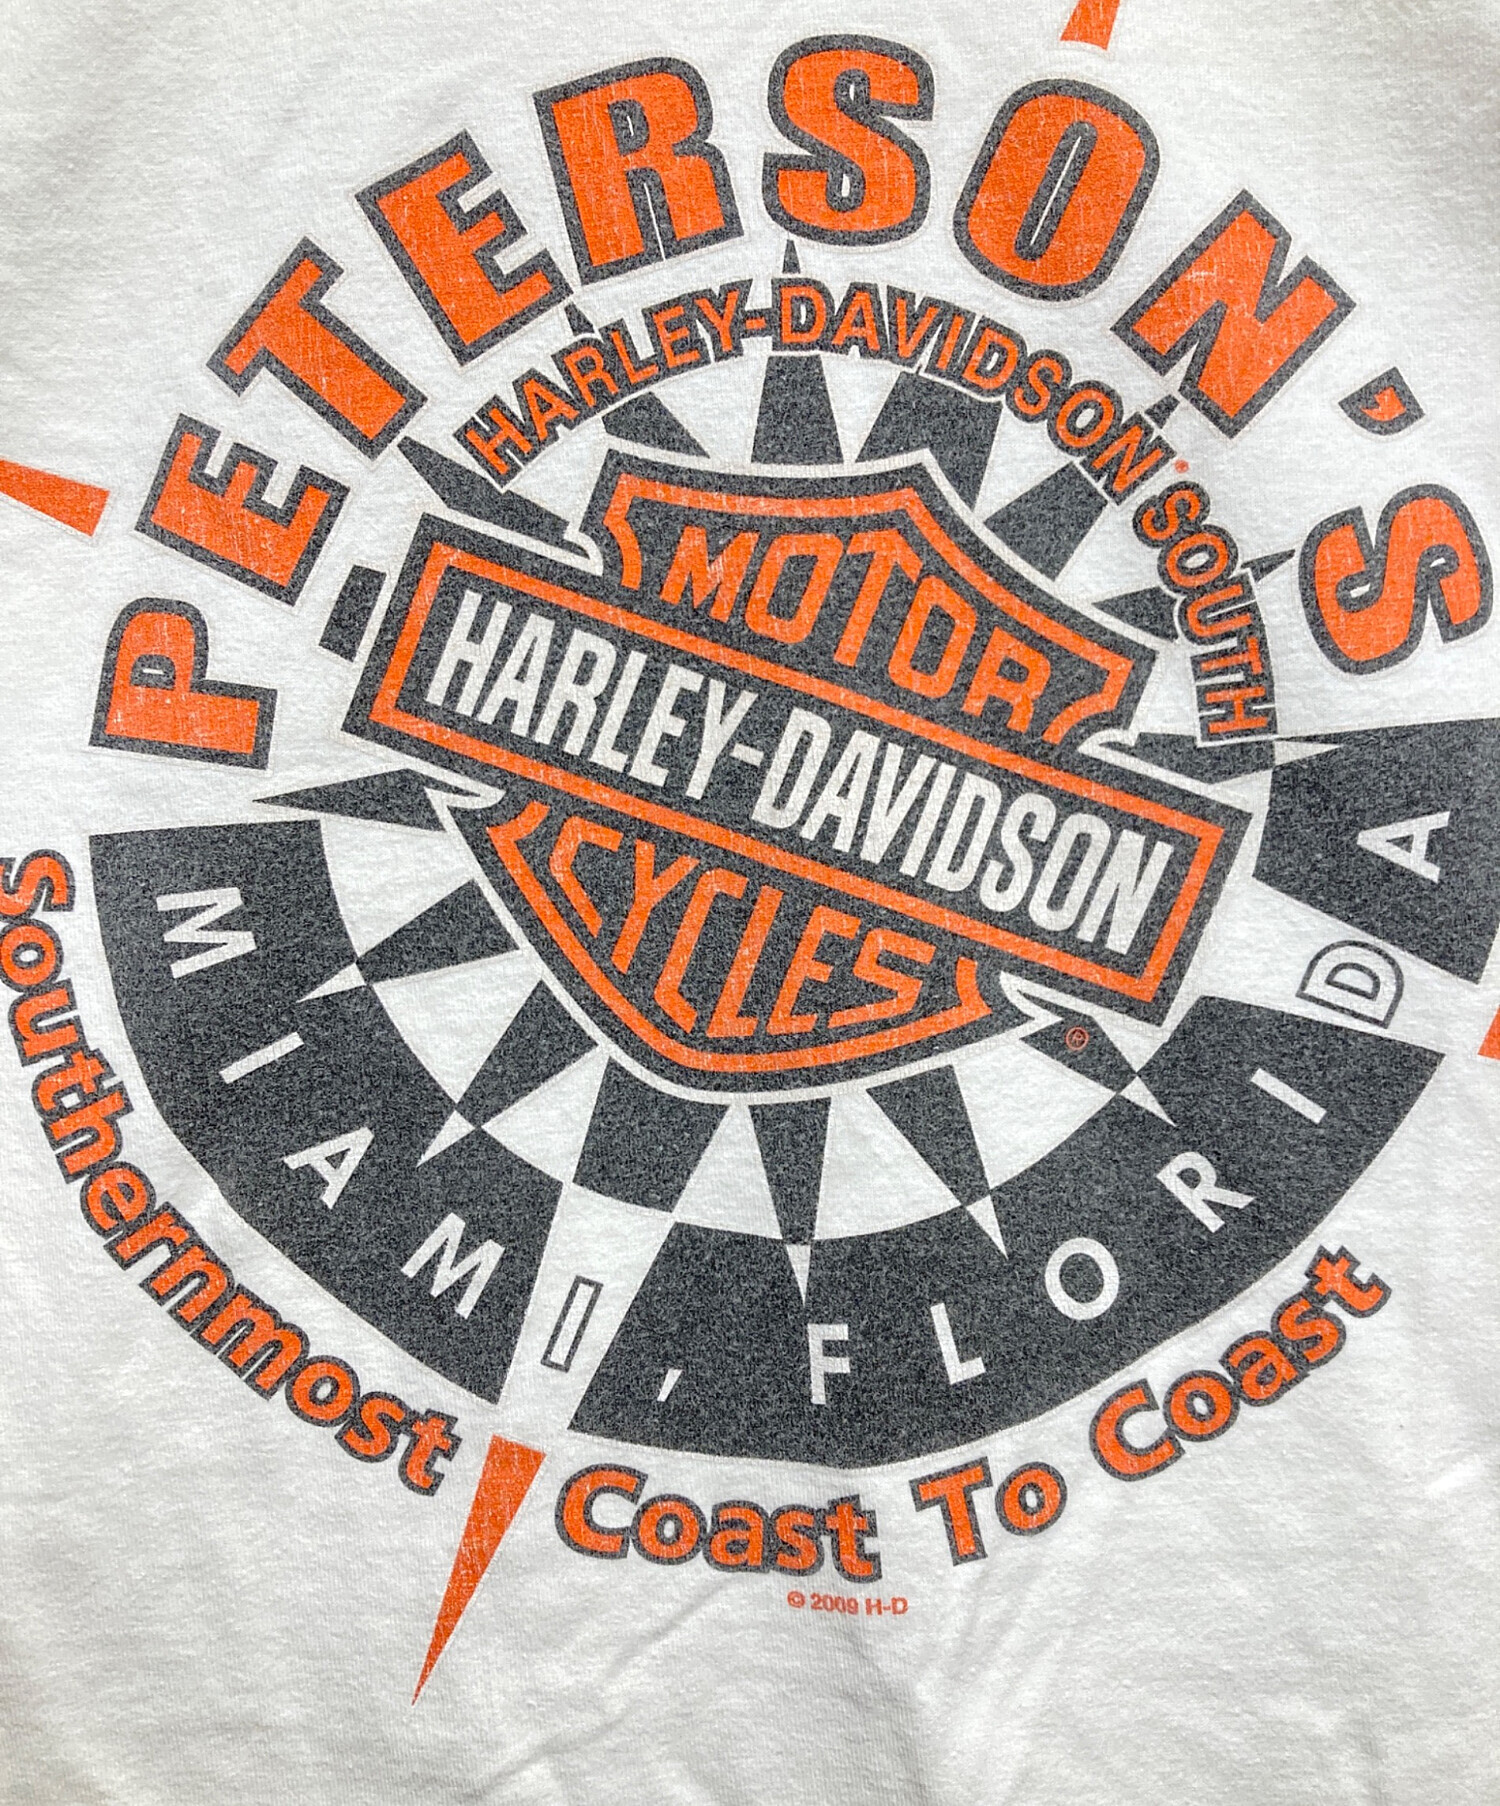 PETERSON'S
HARLEY-DAVIDSON® SOUTH
MOTOR
HARLEY-DAVIDSON
CYCLES
®
MIAMI, FLORIDA
Southernmost Coast To Coast
© 2009 H-D